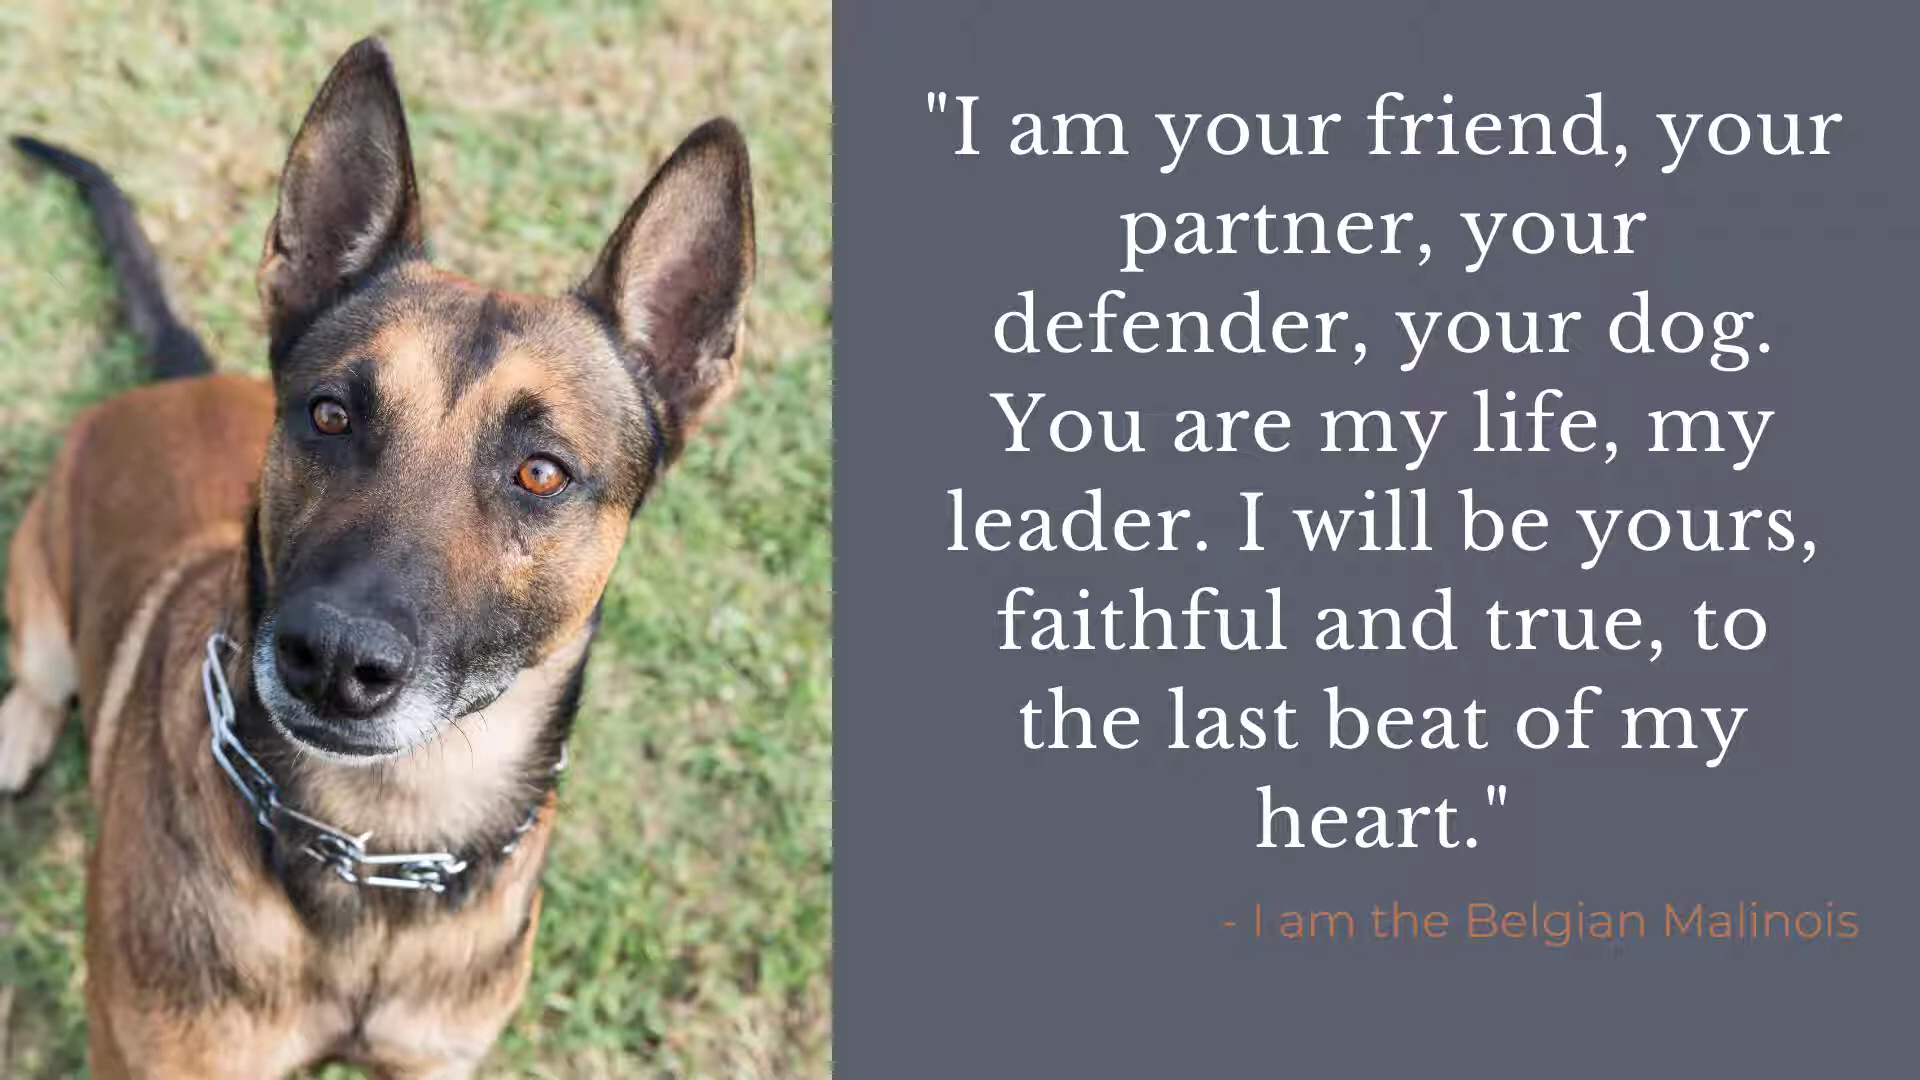 "I am your friend, your
partner, your
defender, your dog.
You are my life, my
leader. I will be yours,
faithful and true, to
the last beat of my
heart."
- I am the Belgian Malinois